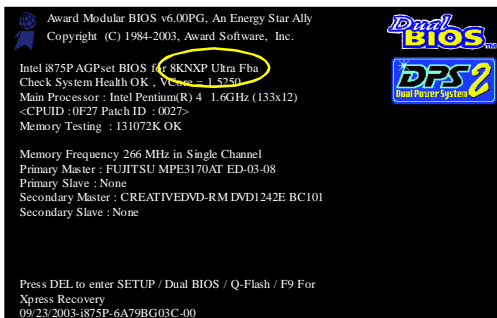 Award Modular BIOS v6.00PG, An Energy Star Ally
Copyright (C) 1984-2003, Award Software, Inc.
Dual
BIOS
Intel i875P AGPset BIOS for 8KNXP Ultra Fba
Check System Health OK , VCore = 1.5250
DPS2
Dual Power System
Main Processor : Intel Pentium(R) 4 1.6GHz (133x12)
<CPUID : 0F27 Patch ID : 0027>
Memory Testing : 131072K OK
Memory Frequency 266 MHz in Single Channel
Primary Master : FUJITSU MPE3170AT ED-03-08
Primary Slave : None
Secondary Master : CREATIVEDVD-RM DVD1242E BC101
Secondary Slave : None
Press DEL to enter SETUP / Dual BIOS / Q-Flash / F9 For
Xpress Recovery
09/23/2003-i875P-6A79BG03C-00